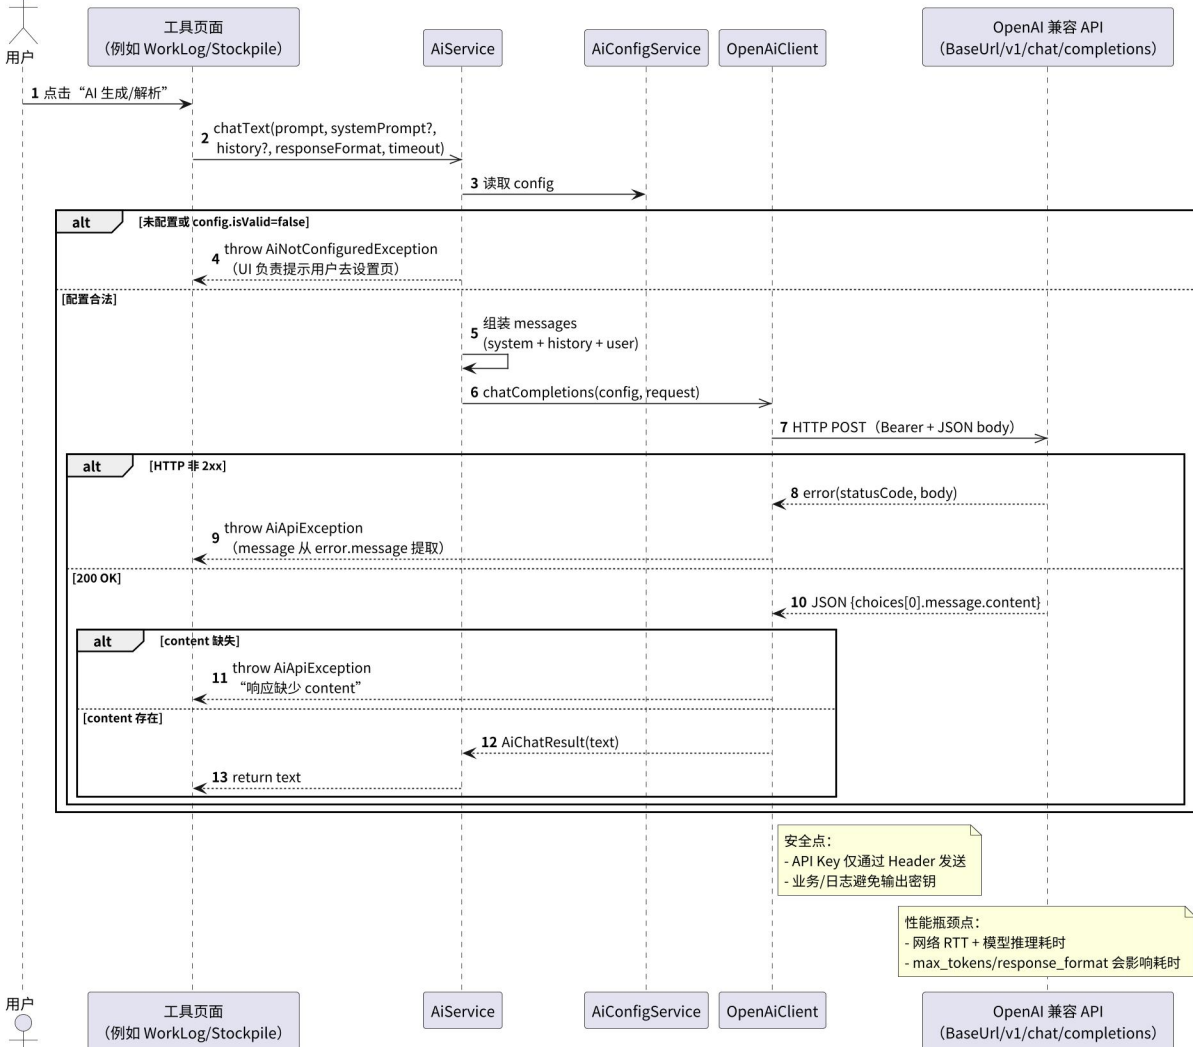 工具页面
（例如 WorkLog/Stockpile）
AiService
AiConfigService
OpenAiClient
OpenAI 兼容 API
（BaseUrl/v1/chat/completions）
用户
1 点击“AI 生成/解析”
2 chatText(prompt, systemPrompt?,
history?, responseFormat, timeout)
3 读取 config
alt [未配置或 config.isValid=false]
4 throw AiNotConfiguredException
（UI 负责提示用户去设置页）
[配置合法]
5 组装 messages
(system + history + user)
6 chatCompletions(config, request)
7 HTTP POST（Bearer + JSON body）
alt [HTTP 非 2xx]
8 error(statusCode, body)
9 throw AiApiException
（message 从 error.message 提取）
[200 OK]
10 JSON {choices[0].message.content}
alt [content 缺失]
11 throw AiApiException
“响应缺少 content”
[content 存在]
12 AiChatResult(text)
13 return text
安全点：
- API Key 仅通过 Header 发送
- 业务/日志避免输出密钥
性能瓶颈点：
- 网络 RTT + 模型推理耗时
- max_tokens/response_format 会影响耗时
用户
工具页面
（例如 WorkLog/Stockpile）
AiService
AiConfigService
OpenAiClient
OpenAI 兼容 API
（BaseUrl/v1/chat/completions）